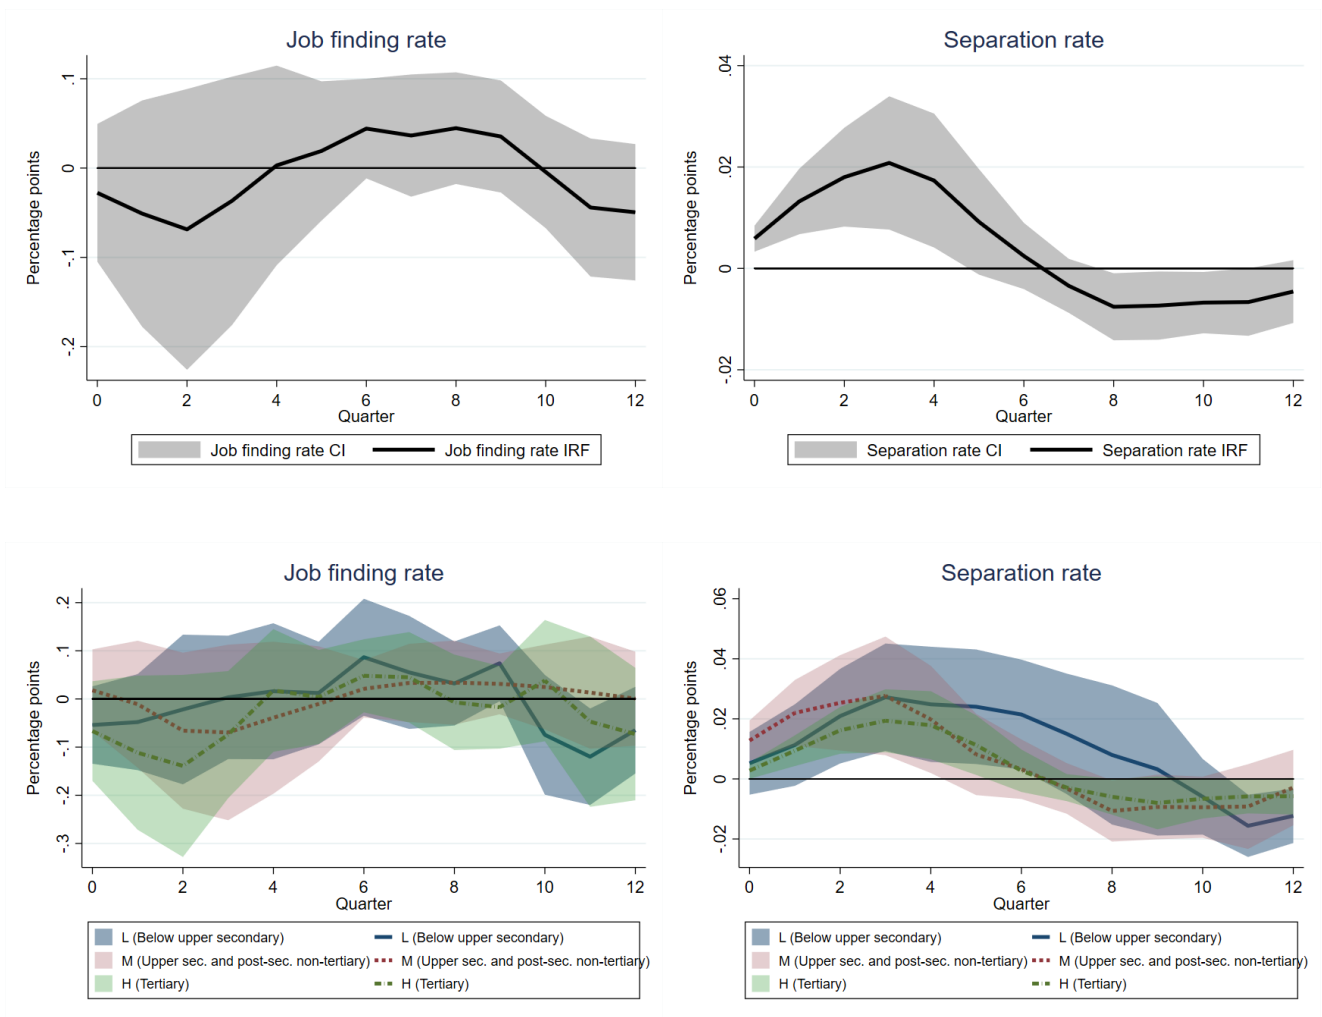 Job finding rate
Percentage points
.1
0
-.1
-.2
0 2 4 6 8 10 12
Quarter
Job finding rate CI Job finding rate IRF
Separation rate
Percentage points
.04
.02
0
-.02
0 2 4 6 8 10 12
Quarter
Separation rate CI Separation rate IRF
Job finding rate
Percentage points
.2
.1
0
-.1
-.2
-.3
0 2 4 6 8 10 12
Quarter
L (Below upper secondary) L (Below upper secondary)
M (Upper sec. and post-sec. non-tertiary) M (Upper sec. and post-sec. non-tertiary)
H (Tertiary) H (Tertiary)
Separation rate
Percentage points
.06
.04
.02
0
-.02
0 2 4 6 8 10 12
Quarter
L (Below upper secondary) L (Below upper secondary)
M (Upper sec. and post-sec. non-tertiary) M (Upper sec. and post-sec. non-tertiary)
H (Tertiary) H (Tertiary)